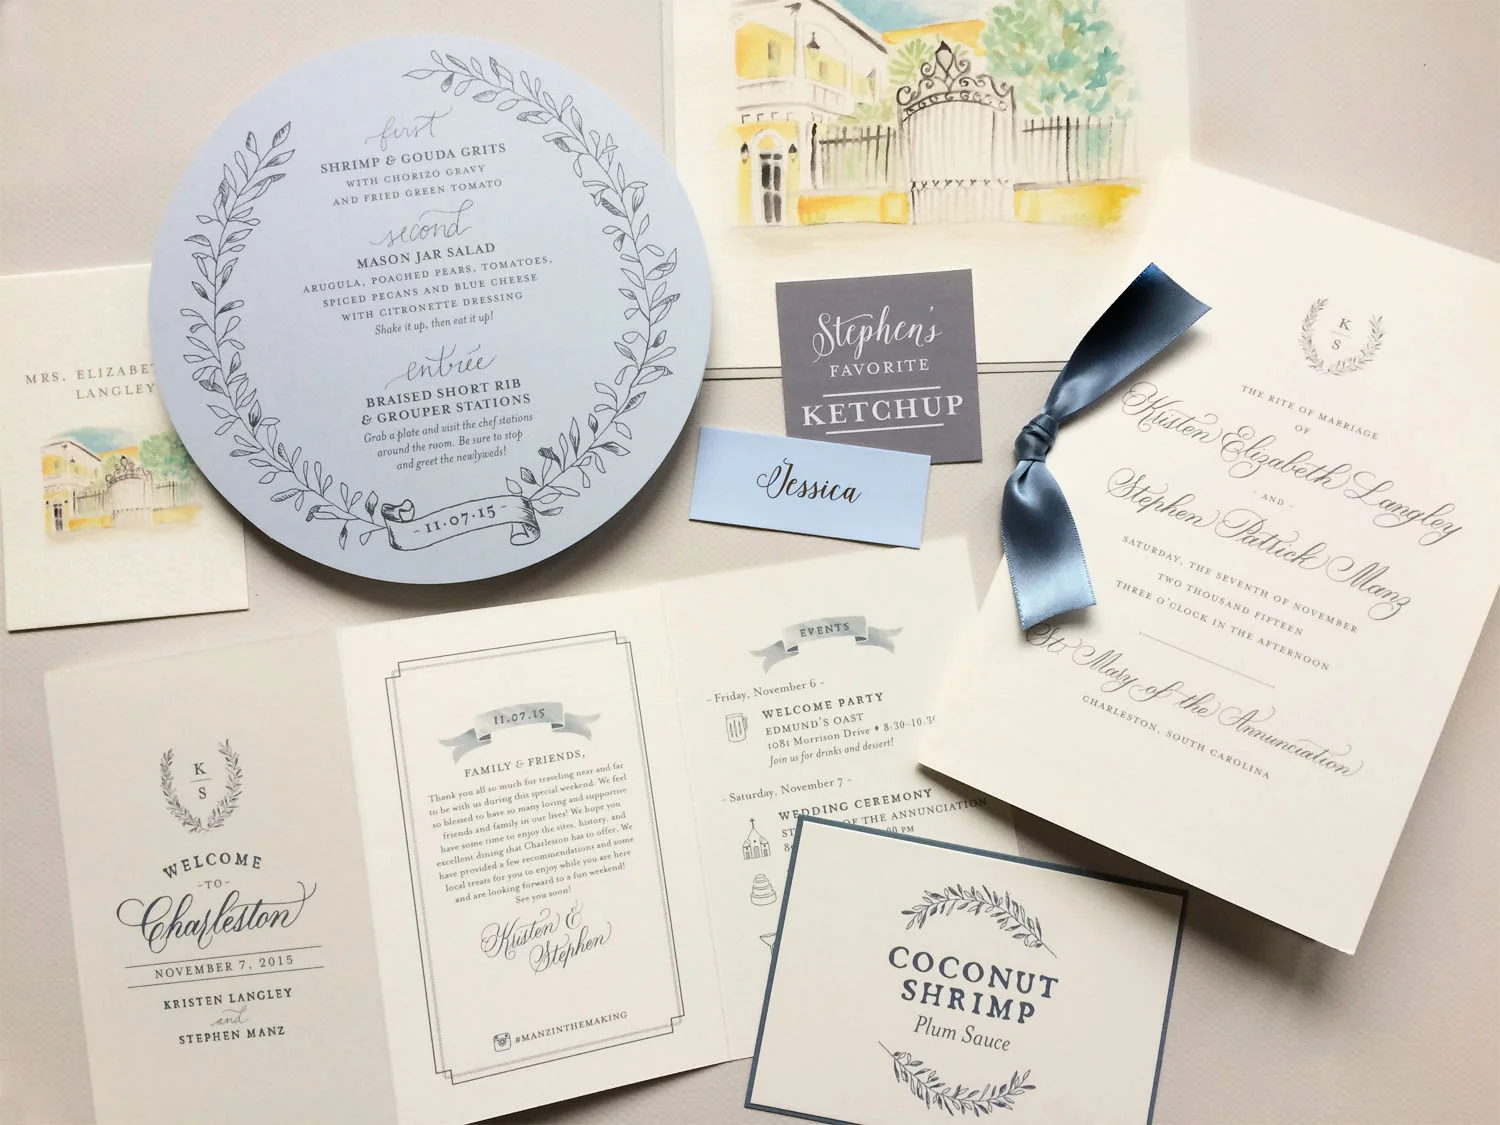 first
SHRIMP & GOUDA GRITS
WITH CHORIZO GRAVY
AND FRIED GREEN TOMATO
second
MASON JAR SALAD
ARUGULA, POACHED PEARS, TOMATOES,
SPICED PECANS AND BLUE CHEESE
WITH CITRONETTE DRESSING
Shake it up, then eat it up!
entrée
BRAISED SHORT RIB
& GROUPER STATIONS
Grab a plate and visit the chef stations
around the room. Be sure to stop
and greet the newlyweds!
-11.07.15-
MRS. ELIZABET
LANGLEY
Stephen's
FAVORITE
KETCHUP
Jessica
K
S
THE RITE OF MARRIAGE
OF
Kristen Elizabeth Langley
- AND -
Stephen Patrick Manz
SATURDAY, THE SEVENTH OF NOVEMBER
TWO THOUSAND FIFTEEN
THREE O'CLOCK IN THE AFTERNOON
St. Mary of the Annunciation
CHARLESTON, SOUTH CAROLINA
K
S
WELCOME
-TO-
Charleston
NOVEMBER 7, 2015
KRISTEN LANGLEY
and
STEPHEN MANZ
11.07.15
FAMILY & FRIENDS,
Thank you all so much for traveling near and far
to be with us during this special weekend. We feel
so blessed to have so many loving and supportive
friends and family in our lives! We hope you
have some time to enjoy the sites, history, and
excellent dining that Charleston has to offer. We
have provided a few recommendations and some
local treats for you to enjoy while you are here
and are looking forward to a fun weekend!
See you soon!
Kristen &
Stephen
#MANZINTHEMAKING
EVENTS
- Friday, November 6 -
WELCOME PARTY
EDMUND'S OAST
1081 Morrison Drive ♦ 8:30-10:30
Join us for drinks and dessert!
- Saturday, November 7 -
WEDDING CEREMONY
ST OF THE ANNUNCIATION
00 PM
COCONUT
SHRIMP
Plum Sauce